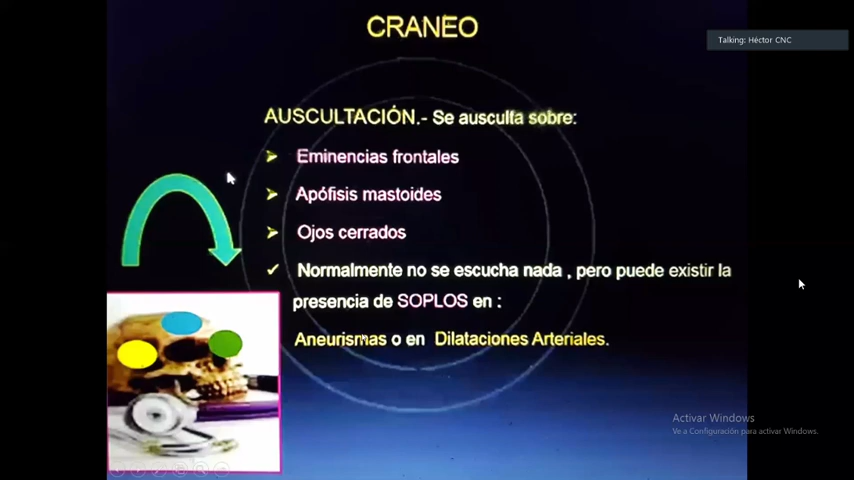 CRANEO
Talking: Héctor CNC
AUSCULTACIÓN.- Se ausculta sobre:
Eminencias frontales
Apófisis mastoides
Ojos cerrados
Normalmente no se escucha nada , pero puede existir la
presencia de SOPLOS en :
Aneurismas o en Dilataciones Arteriales.
Activar Windows
Ve a Configuración para activar Windows.